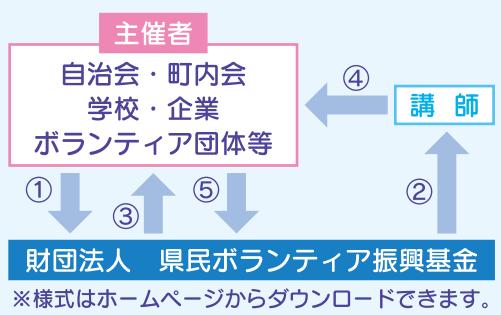 主催者
自治会・町内会
学校・企業
ボランティア団体等
④
講 師
①
③
⑤
②
財団法人 県民ボランティア振興基金
※様式はホームページからダウンロードできます。